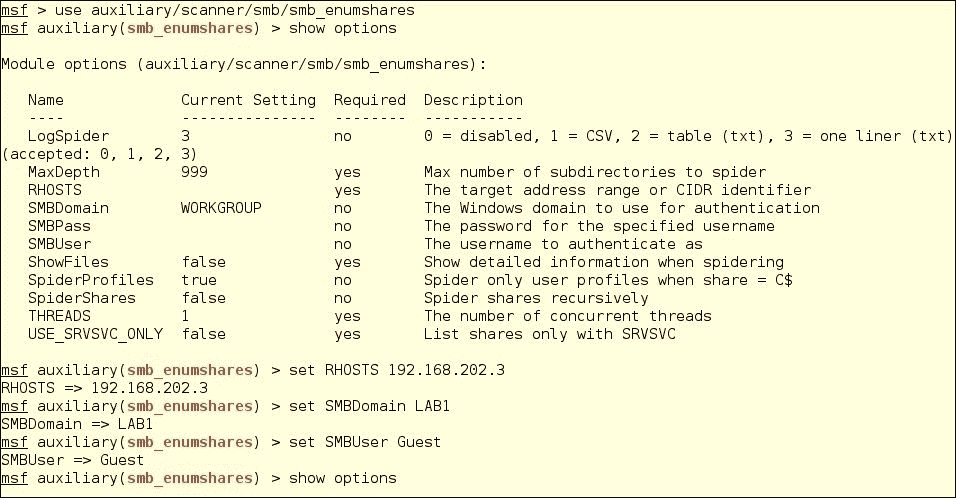 msf > use auxiliary/scanner/smb/smb_enumshares
msf auxiliary(smb_enumshares) > show options
Module options (auxiliary/scanner/smb/smb_enumshares):
Name Current Setting Required Description
---- --------------- -------- -----------
LogSpider 3 no 0 = disabled, 1 = CSV, 2 = table (txt), 3 = one liner (txt)
(accepted: 0, 1, 2, 3)
MaxDepth 999 yes Max number of subdirectories to spider
RHOSTS yes The target address range or CIDR identifier
SMBDomain WORKGROUP no The Windows domain to use for authentication
SMBPass no The password for the specified username
SMBUser no The username to authenticate as
ShowFiles false yes Show detailed information when spidering
SpiderProfiles true no Spider only user profiles when share = C$
SpiderShares false no Spider shares recursively
THREADS 1 yes The number of concurrent threads
USE_SRVSVC_ONLY false yes List shares only with SRVSVC
msf auxiliary(smb_enumshares) > set RHOSTS 192.168.202.3
RHOSTS => 192.168.202.3
msf auxiliary(smb_enumshares) > set SMBDomain LAB1
SMBDomain => LAB1
msf auxiliary(smb_enumshares) > set SMBUser Guest
SMBUser => Guest
msf auxiliary(smb_enumshares) > show options